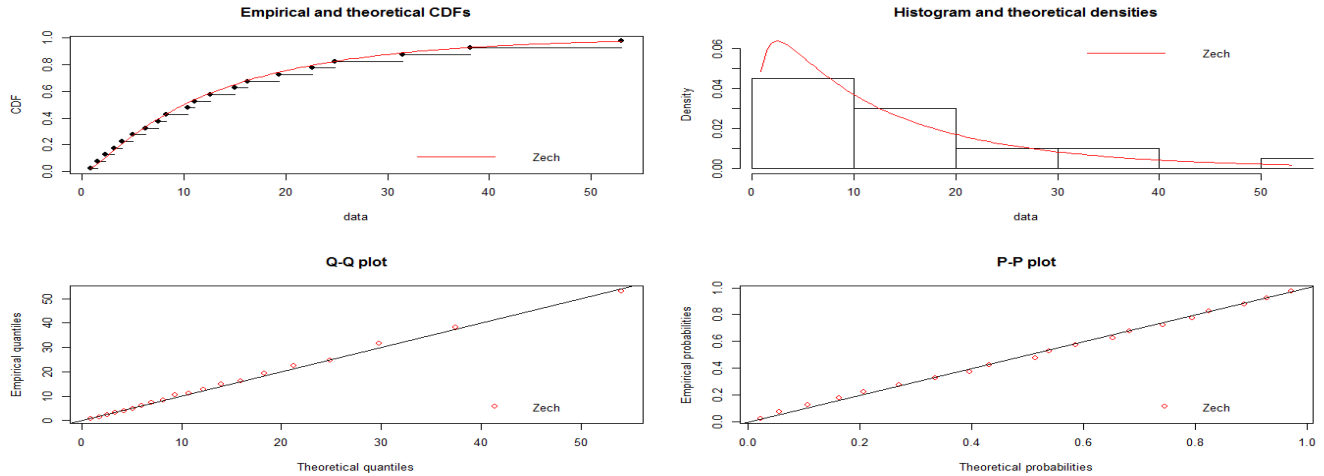 Empirical and theoretical CDFs
CDF
0.0 0.2 0.4 0.6 0.8 1.0
Zech
0 10 20 30 40 50
data
Histogram and theoretical densities
Density
0.00 0.02 0.04 0.06
Zech
0 10 20 30 40 50
data
Q-Q plot
Empirical quantiles
0 10 20 30 40 50
Zech
0 10 20 30 40 50
Theoretical quantiles
P-P plot
Empirical probabilities
0.0 0.2 0.4 0.6 0.8 1.0
Zech
0.0 0.2 0.4 0.6 0.8 1.0
Theoretical probabilities